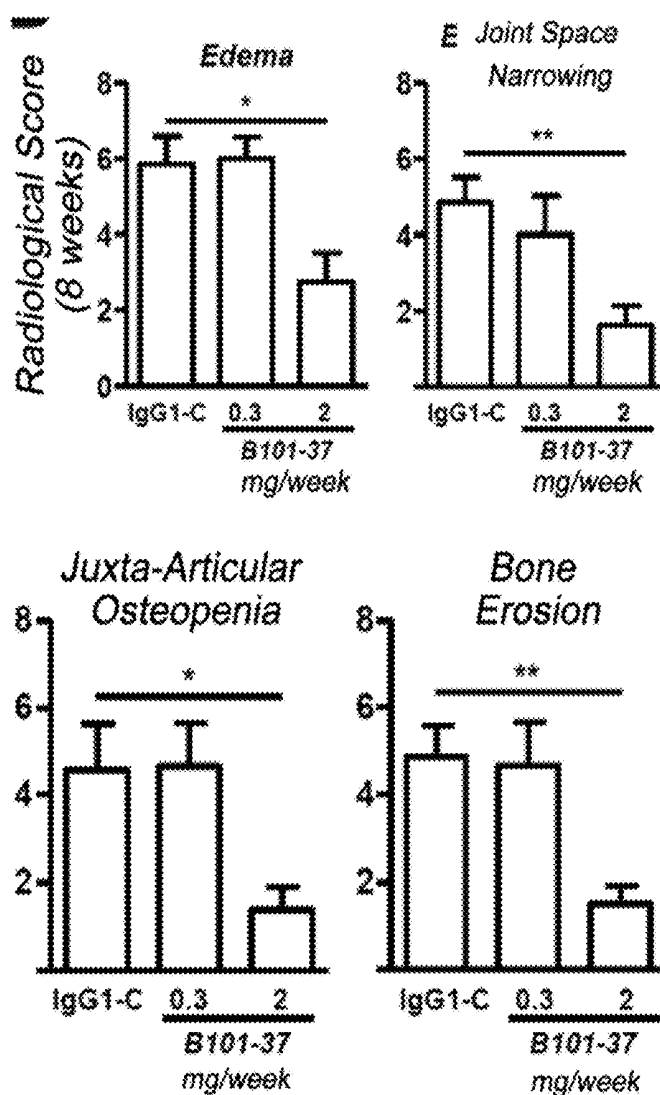 Radiological Score
(8 weeks)
Edema
8
6
4
2
0
*
IgG1-C 0.3 2
B101-37
mg/week
E Joint Space
Narrowing
8
6
4
2
**
IgG1-C 0.3 2
B101-37
mg/week
Juxta-Articular
Osteopenia
8
6
4
2
*
IgG1-C 0.3 2
B101-37
mg/week
Bone
Erosion
8
6
4
2
**
IgG1-C 0.3 2
B101-37
mg/week